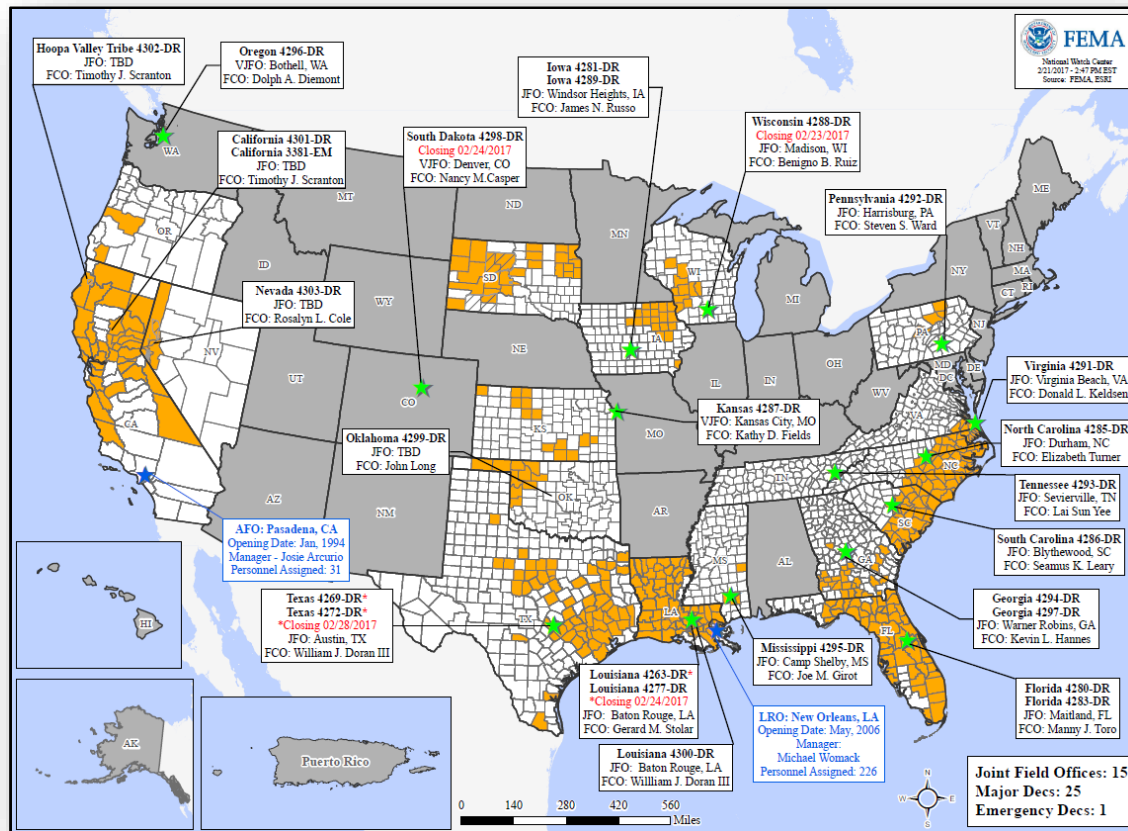 Hoopa Valley Tribe 4302-DR
JFO: TBD
FCO: Timothy J. Scranton
Oregon 4296-DR
VJFO: Bothell, WA
FCO: Dolph A. Diemont
Iowa 4281-DR
Iowa 4289-DR
JFO: Windsor Heights, IA
FCO: James N. Russo
FEMA
National Watch Center
2/21/2017 - 2:47 PM EST
Source: FEMA, ESRI
California 4301-DR
California 3381-EM
JFO: TBD
FCO: Timothy J. Scranton
South Dakota 4298-DR
Closing 02/24/2017
VJFO: Denver, CO
FCO: Nancy M.Casper
Wisconsin 4288-DR
Closing 02/23/2017
JFO: Madison, WI
FCO: Benigno B. Ruiz
Pennsylvania 4292-DR
JFO: Harrisburg, PA
FCO: Steven S. Ward
Nevada 4303-DR
JFO: TBD
FCO: Rosalyn L. Cole
Oklahoma 4299-DR
JFO: TBD
FCO: John Long
Kansas 4287-DR
VJFO: Kansas City, MO
FCO: Kathy D. Fields
Virginia 4291-DR
JFO: Virginia Beach, VA
FCO: Donald L. Keldsen
North Carolina 4285-DR
JFO: Durham, NC
FCO: Elizabeth Turner
Tennessee 4293-DR
JFO: Sevierville, TN
FCO: Lai Sun Yee
South Carolina 4286-DR
JFO: Blythewood, SC
FCO: Seamus K. Leary
AFO: Pasadena, CA
Opening Date: Jan, 1994
Manager - Josie Arcurio
Personnel Assigned: 31
Texas 4269-DR*
Texas 4272-DR*
*Closing 02/28/2017
JFO: Austin, TX
FCO: William J. Doran III
Georgia 4294-DR
Georgia 4297-DR
JFO: Warner Robins, GA
FCO: Kevin L. Hannes
Mississippi 4295-DR
JFO: Camp Shelby, MS
FCO: Joe M. Girot
Louisiana 4263-DR*
Louisiana 4277-DR
*Closing 02/24/2017
JFO: Baton Rouge, LA
FCO: Gerard M. Stolar
Florida 4280-DR
Florida 4283-DR
JFO: Maitland, FL
FCO: Manny J. Toro
LRO: New Orleans, LA
Opening Date: May, 2006
Manager:
Michael Womack
Personnel Assigned: 226
Louisiana 4300-DR
JFO: Baton Rouge, LA
FCO: Willliam J. Doran III
Joint Field Offices: 15
Major Decs: 25
Emergency Decs: 1
WA
MT
ND
MN
ME
VT
NH
MA
RI
CT
NY
OR
ID
SD
WI
MI
WY
NV
UT
NE
IA
IL
IN
OH
PA
NJ
MD
DE
DC
WV
VA
CA
CO
KS
MO
NC
TN
AZ
NM
OK
AR
SC
MS
AL
GA
TX
LA
FL
HI
AK
Puerto Rico
N
W
E
S
0 140 280 420 560
Miles